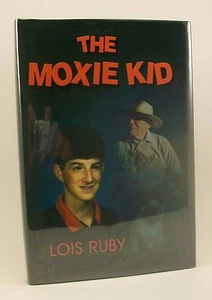 THE
MOXIE KID
LOIS RUBY